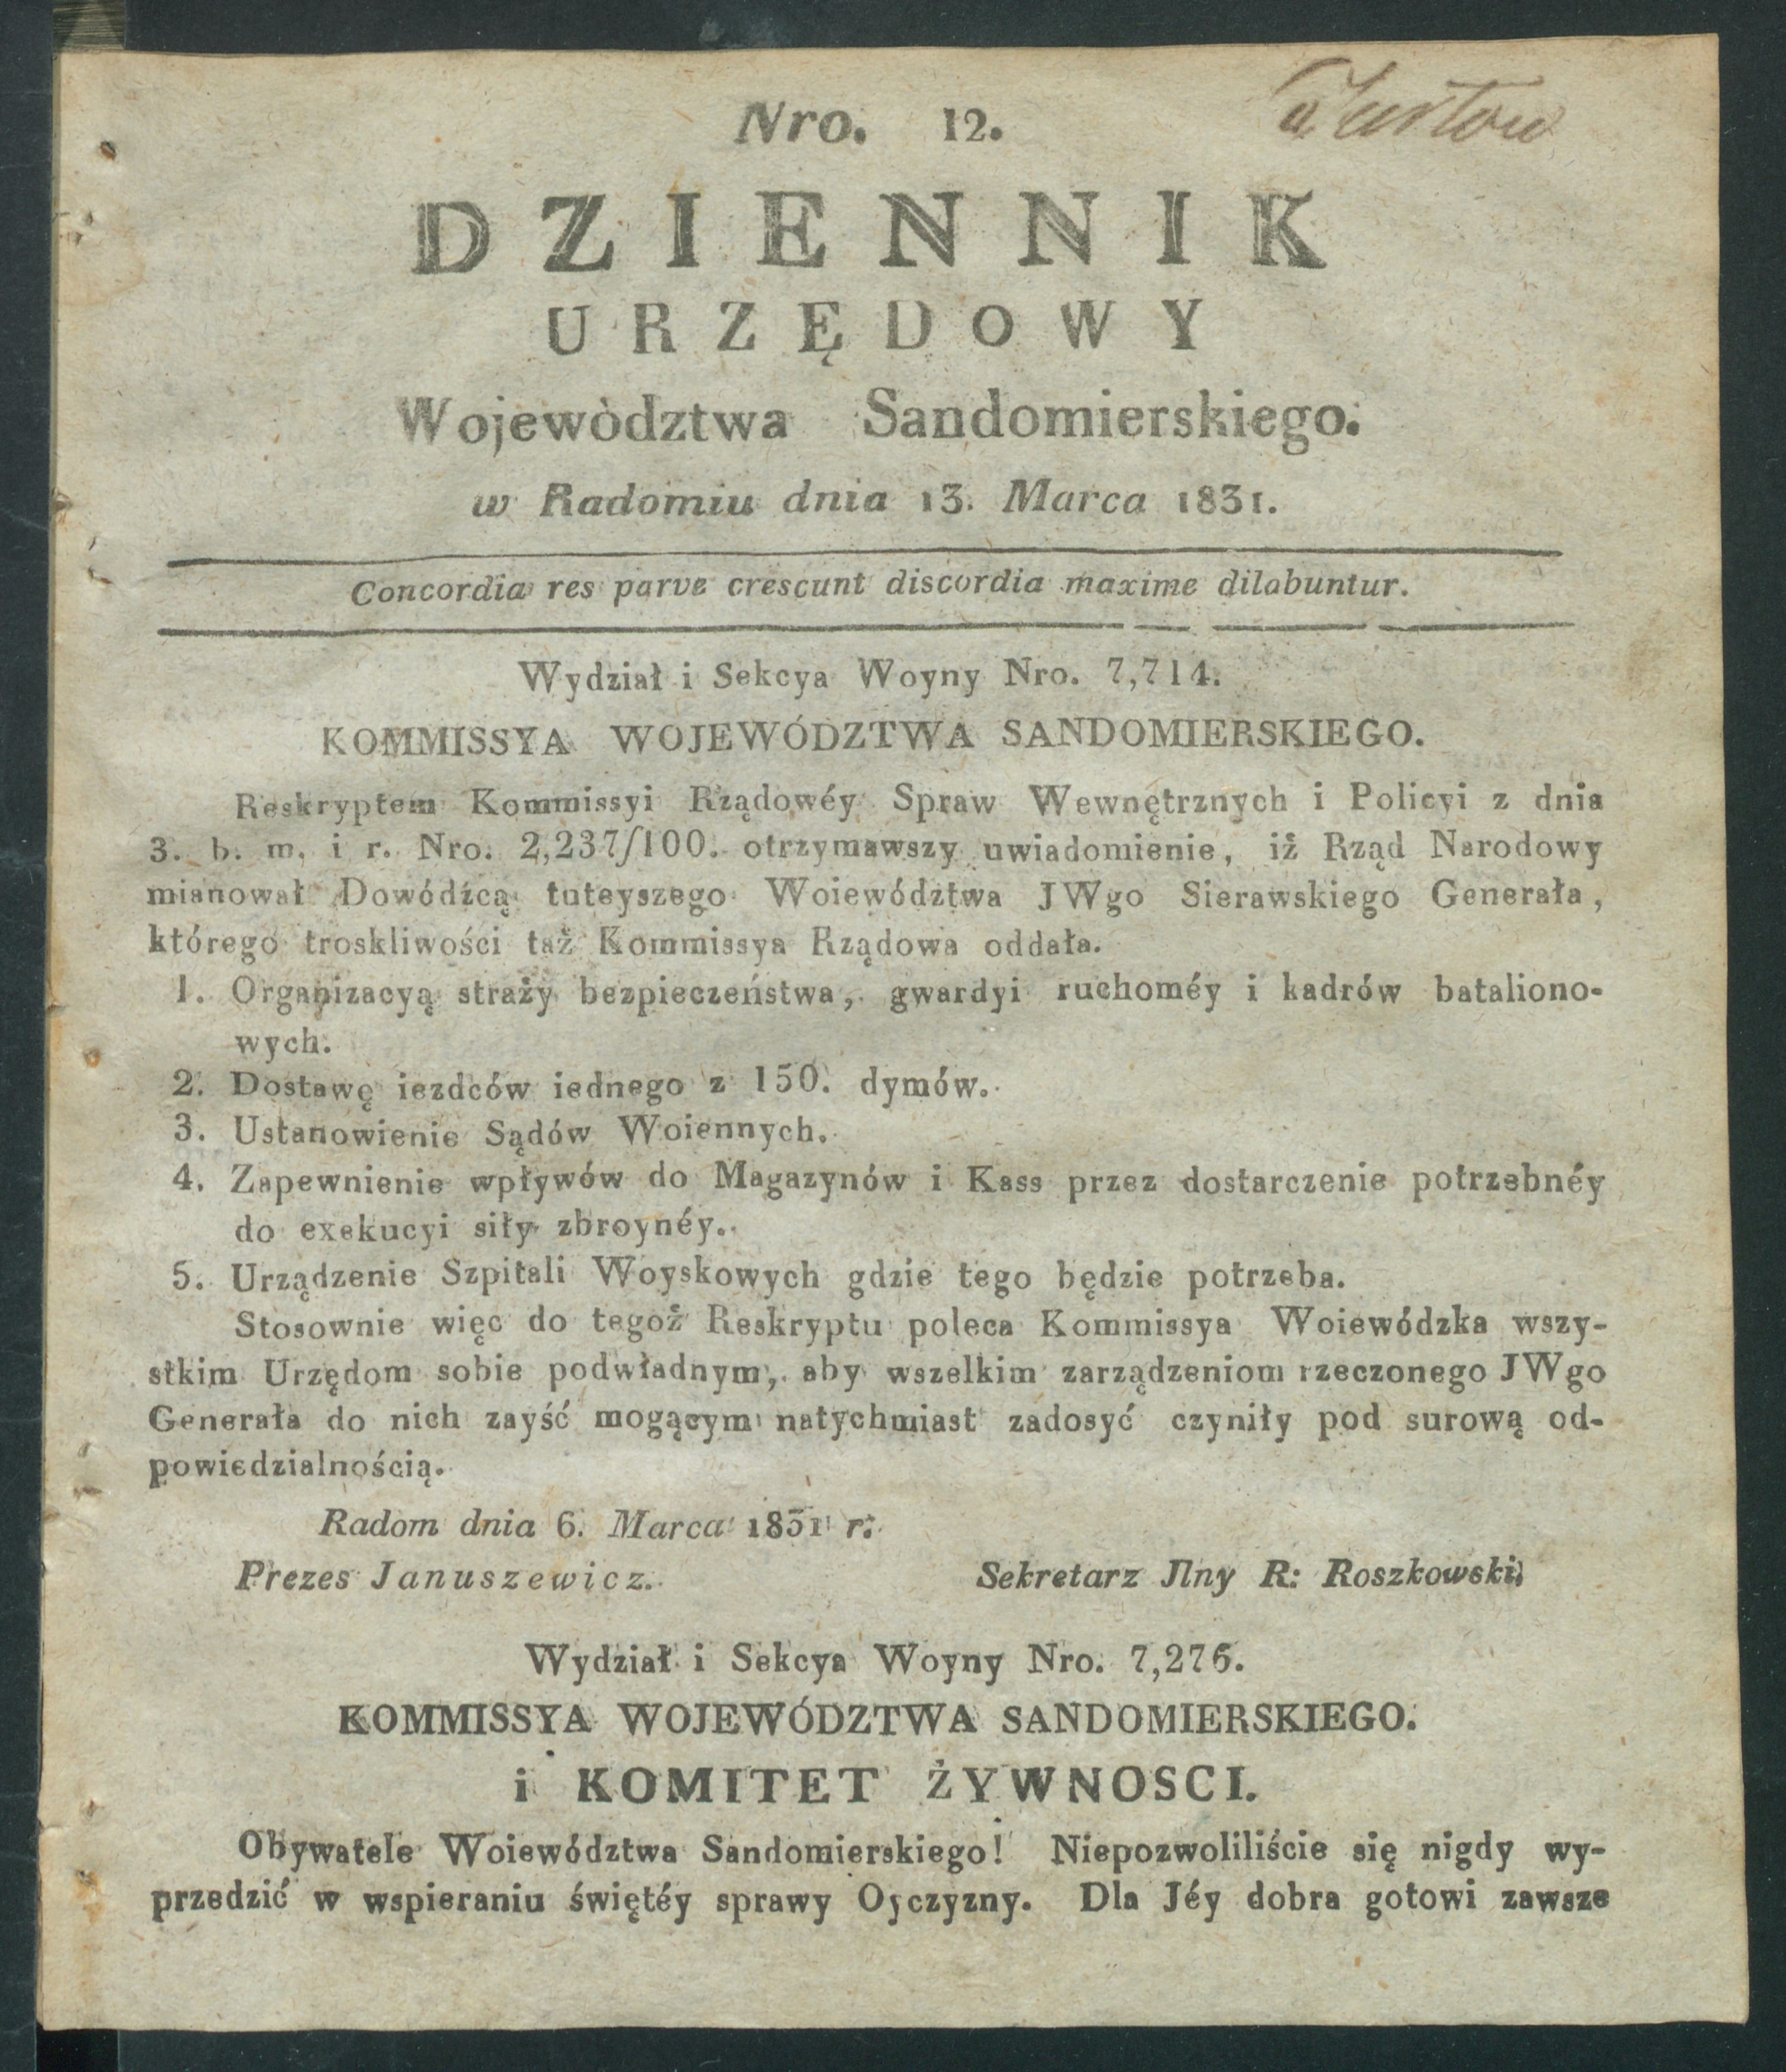 Nro. 12.
DZIENNIK
URZĘDOWY
Wojewòdztwa Sandomierskiego.
w Radomiu dnia 13. Marca 1831.
Concordia res parve crescunt discordia maxime dilabuntur.
Wydział i Sekcya Woyny Nro. 7,714.
KOMMISSYA WOJEWÓDZTWA SANDOMIERSKIEGO.
Reskryptem Kommissyi Rządowéy Spraw Wewnętrznych i Policyi z dnia
3. b. m. i r. Nro. 2,237/100. otrzymawszy uwiadomienie, iż Rząd Narodowy
mianował Dowódźcą tuteyszego Woiewództwa JWgo Sierawskiego Generała,
którego troskliwości taż Kommissya Rządowa oddała.
1. Organizacyą straży bezpieczeństwa, gwardyi ruchoméy i kadrów bataliono-
wych.
2. Dostawę iezdców iednego z 150. dymów.
3. Ustanowienie Sądów Woiennych.
4. Zapewnienie wpływów do Magazynów i Kass przez dostarczenie potrzebnéy
do exekucyi siły zbroynéy.
5. Urządzenie Szpitali Woyskowych gdzie tego będzie potrzeba.
Stosownie więc do tegoż Reskryptu poleca Kommissya Woiewódzka wszy-
stkim Urzędom sobie podwładnym, aby wszelkim zarządzeniom rzeczonego JWgo
Generała do nich zayść mogącym natychmiast zadosyć czyniły pod surową od-
powiedzialnością.
Radom dnia 6. Marca 1831 r.
Prezes Januszewicz. Sekretarz Jlny R: Roszkowski.
Wydział i Sekcya Woyny Nro. 7,276.
KOMMISSYA WOJEWÓDZTWA SANDOMIERSKIEGO.
i KOMITET ŻYWNOSCI.
Obywatele Woiewództwa Sandomierskiego! Niepozwoliliście się nigdy wy-
przedzić w wspieraniu świętéy sprawy Oyczyzny. Dla Jéy dobra gotowi zawsze